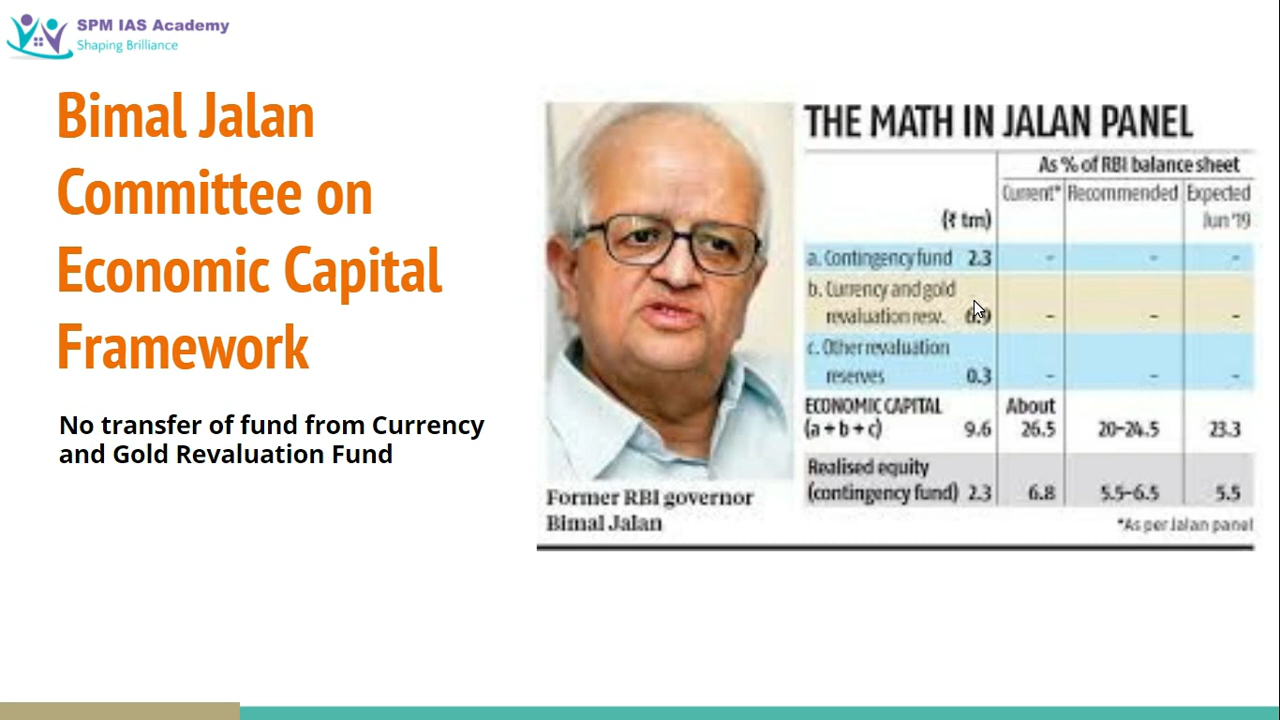 SPM IAS Academy
Shaping Brilliance
Bimal Jalan
Committee on
Economic Capital
Framework
No transfer of fund from Currency
and Gold Revaluation Fund
THE MATH IN JALAN PANEL
As % of RBI balance sheet
Current* Recommended Expected
(₹ tm) Jun '19
a. Contingency fund 2.3 - - -
b. Currency and gold
revaluation resv. - - -
c. Other revaluation
reserves 0.3 - - -
ECONOMIC CAPITAL About
(a + b + c) 9.6 26.5 20-24.5 23.3
Realised equity
(contingency fund) 2.3 6.8 5.5-6.5 5.5
*As per Jalan panel
Former RBI governor
Bimal Jalan